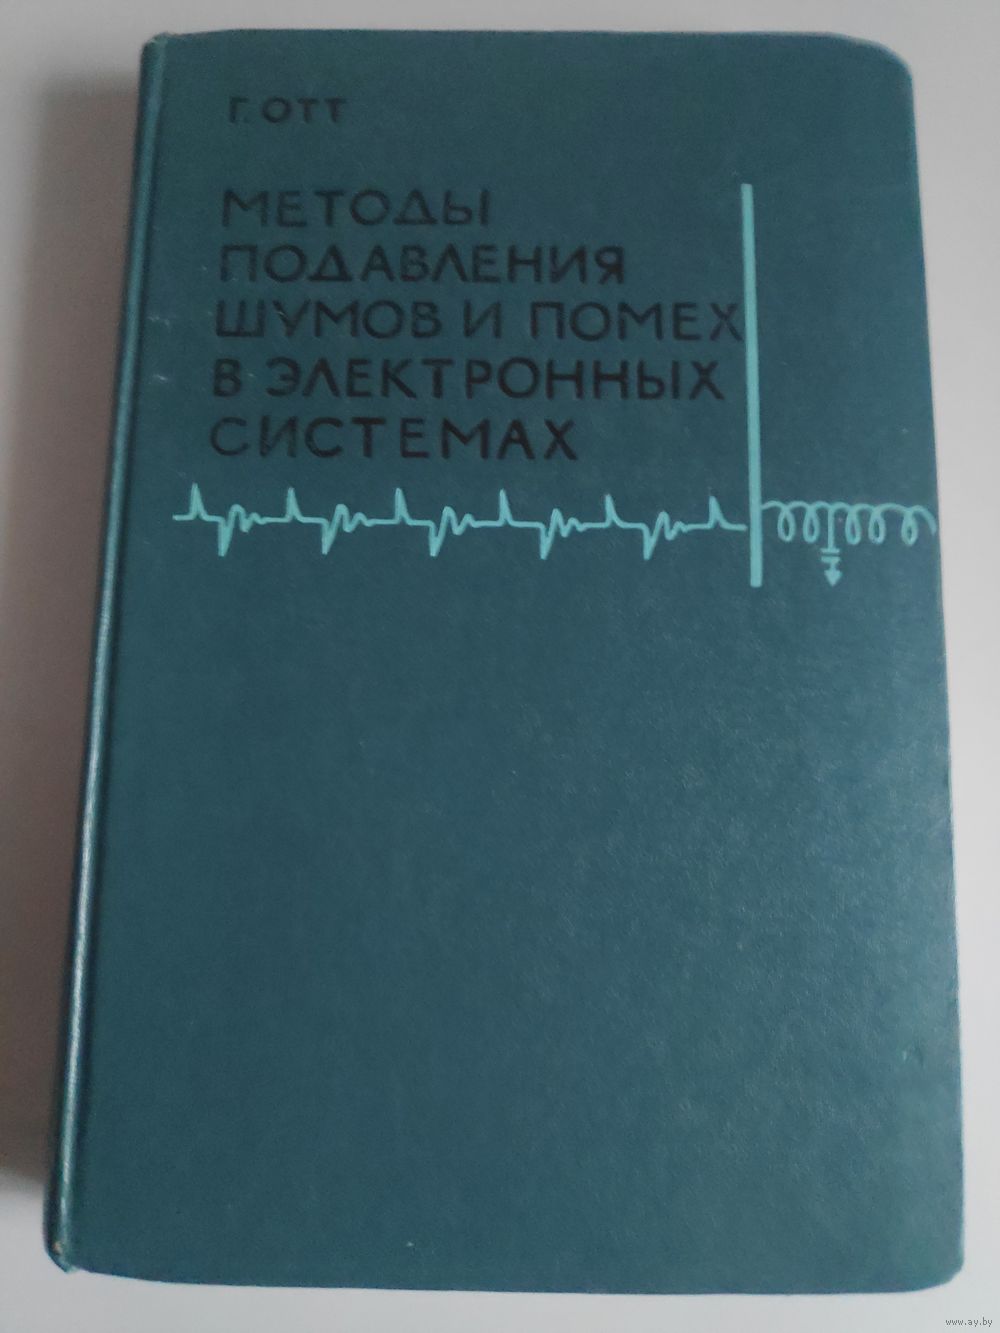 Г. ОТТ
МЕТОДЫ
ПОДАВЛЕНИЯ
ШУМОВ И ПОМЕХ
В ЭЛЕКТРОННЫХ
СИСТЕМАХ
www.ay.by